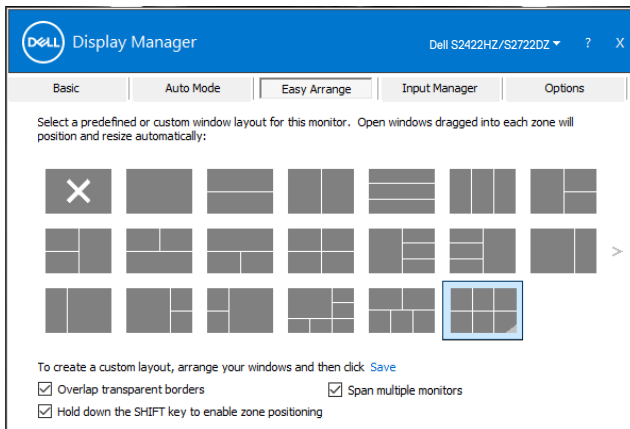 DELL Display Manager
Dell S2422HZ/S2722DZ ? X
Basic Auto Mode Easy Arrange Input Manager Options
Select a predefined or custom window layout for this monitor. Open windows dragged into each zone will
position and resize automatically:
>
To create a custom layout, arrange your windows and then click Save
Overlap transparent borders Span multiple monitors
Hold down the SHIFT key to enable zone positioning